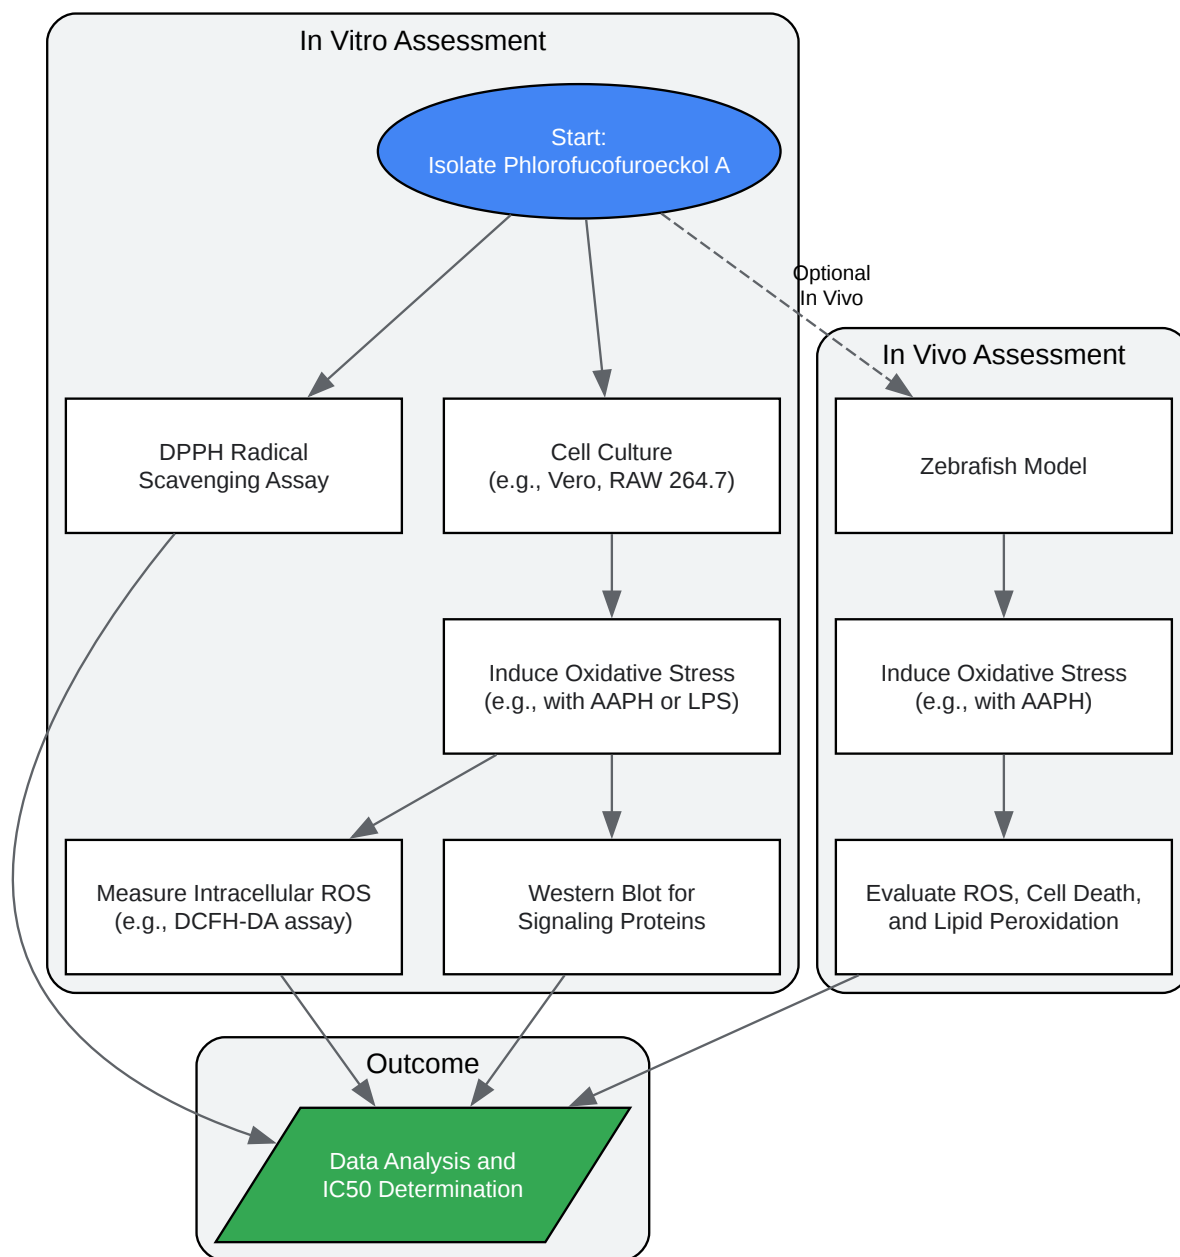 In Vitro Assessment
Start:
Isolate Phlorofucofuroeckol A
Optional
In Vivo
In Vivo Assessment
DPPH Radical
Scavenging Assay
Cell Culture
(e.g., Vero, RAW 264.7)
Zebrafish Model
Induce Oxidative Stress
(e.g., with AAPH or LPS)
Induce Oxidative Stress
(e.g., with AAPH)
Measure Intracellular ROS
(e.g., DCFH-DA assay)
Western Blot for
Signaling Proteins
Evaluate ROS, Cell Death,
and Lipid Peroxidation
Outcome
Data Analysis and
IC50 Determination